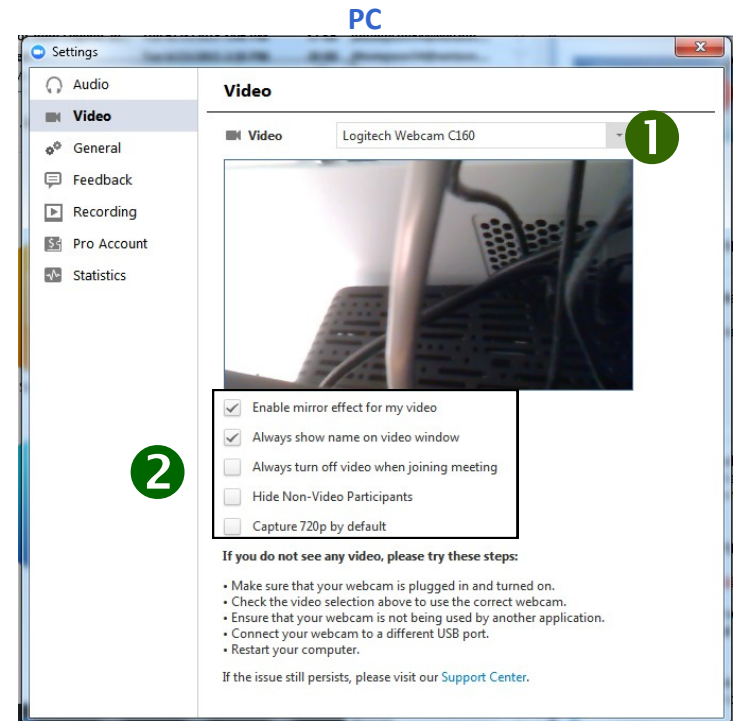 PC
Settings
x
Audio
Video
General
Feedback
Recording
Pro Account
Statistics
Video
Video
Logitech Webcam C160
1
2
Enable mirror effect for my video
Always show name on video window
Always turn off video when joining meeting
Hide Non-Video Participants
Capture 720p by default
If you do not see any video, please try these steps:
• Make sure that your webcam is plugged in and turned on.
• Check the video selection above to use the correct webcam.
• Ensure that your webcam is not being used by another application.
• Connect your webcam to a different USB port.
• Restart your computer.
If the issue still persists, please visit our Support Center.